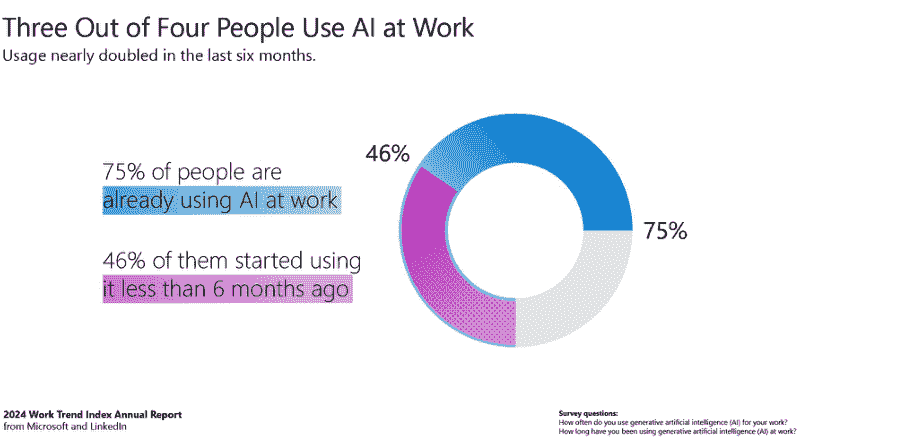 Three Out of Four People Use AI at Work
Usage nearly doubled in the last six months.
75% of people are
already using AI at work
46% of them started using
it less than 6 months ago
46%
75%
2024 Work Trend Index Annual Report
from Microsoft and LinkedIn
Survey questions:
How often do you use generative artificial intelligence (AI) for your work?
How long have you been using generative artificial intelligence (AI) at work?